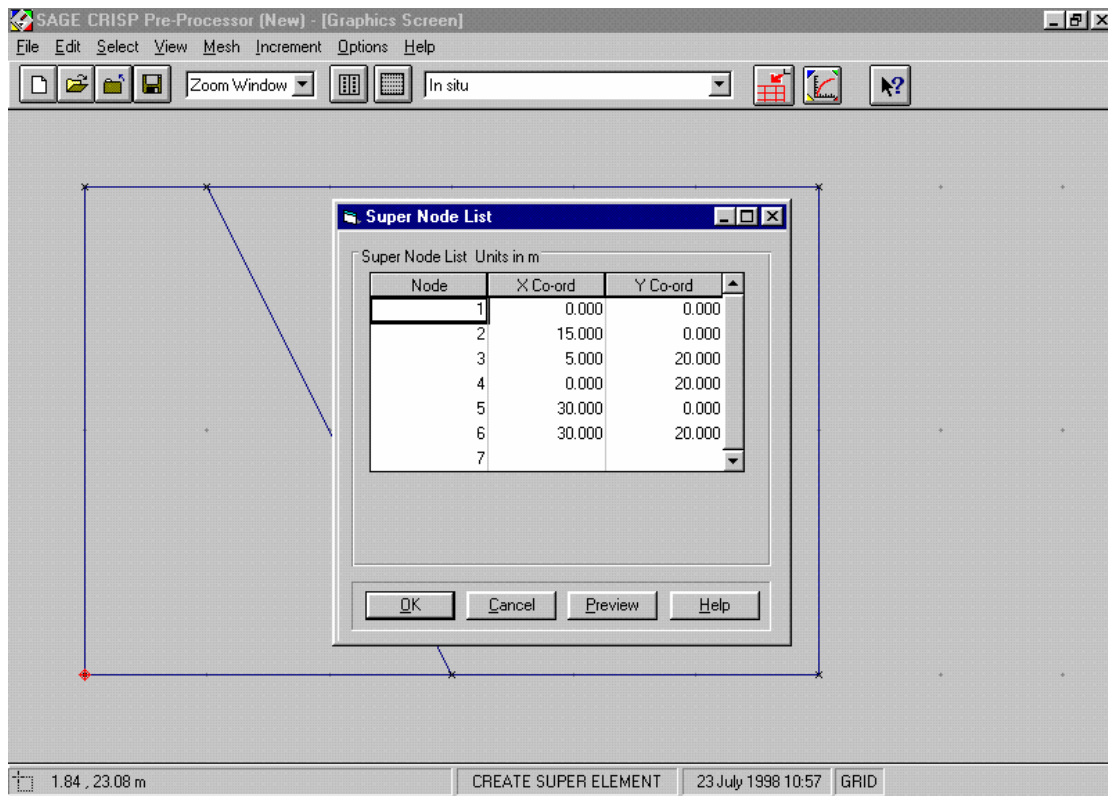 SAGE CRISP Pre-Processor (New) - [Graphics Screen]
File Edit Select View Mesh Increment Options Help
Zoom Window In situ
Super Node List
Super Node List Units in m
Node X Co-ord Y Co-ord
1 0.000 0.000
2 15.000 0.000
3 5.000 20.000
4 0.000 20.000
5 30.000 0.000
6 30.000 20.000
7
OK Cancel Preview Help
1.84 , 23.08 m CREATE SUPER ELEMENT 23 July 1998 10:57 GRID